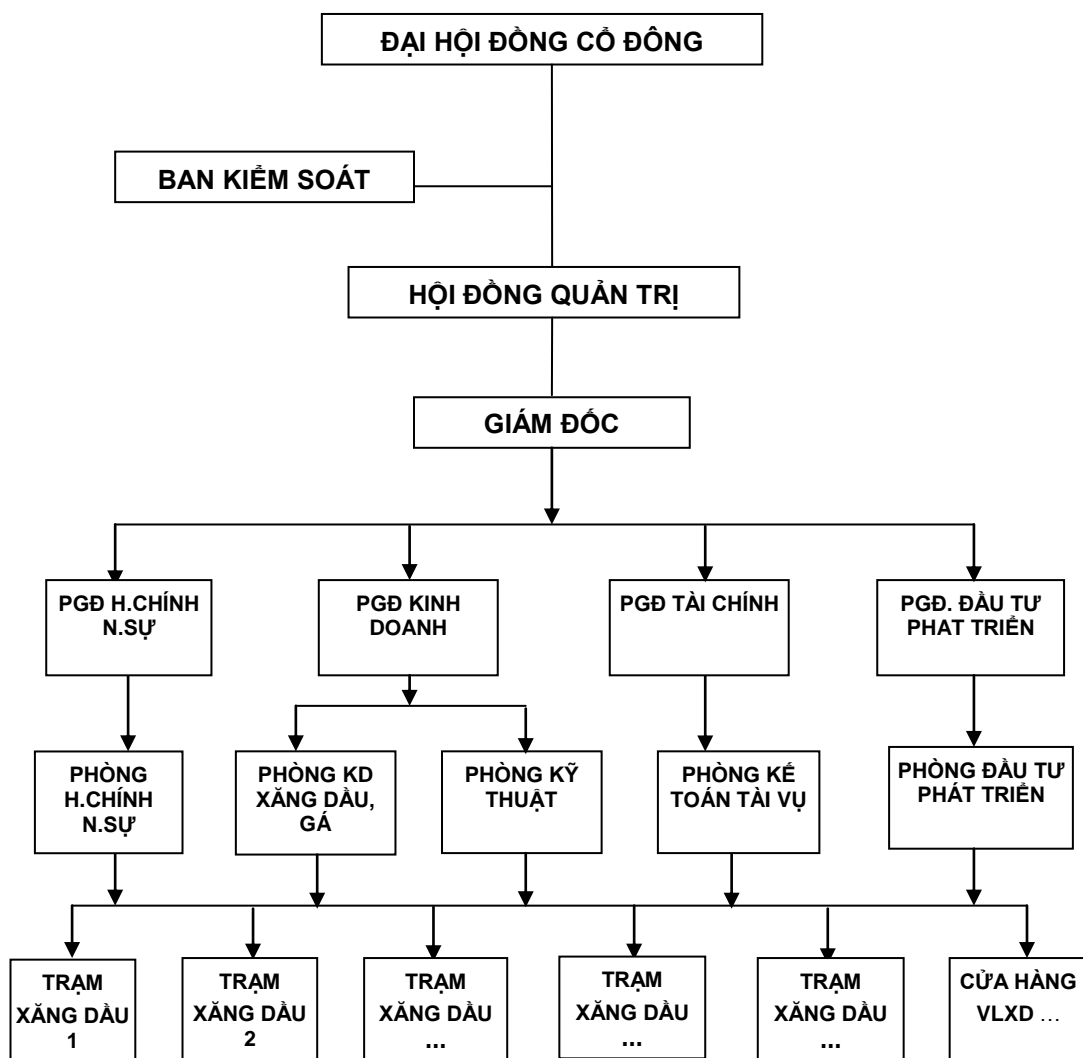 ĐẠI HỘI ĐỒNG CỔ ĐÔNG
BAN KIỂM SOÁT
HỘI ĐỒNG QUẢN TRỊ
GIÁM ĐỐC
PGĐ H.CHÍNH
N.SỰ
PGĐ KINH
DOANH
PGĐ TÀI CHÍNH
PGĐ. ĐẦU TƯ
PHAT TRIỂN
PHÒNG
H.CHÍNH
N.SỰ
PHÒNG KD
XĂNG DẦU,
GÁ
PHÒNG KỸ
THUẬT
PHÒNG KẾ
TOÁN TÀI VỤ
PHÒNG ĐẦU TƯ
PHÁT TRIỂN
TRẠM
XĂNG DẦU
1
TRẠM
XĂNG DẦU
2
TRẠM
XĂNG DẦU
...
TRẠM
XĂNG DẦU
...
TRẠM
XĂNG DẦU
...
CỬA HÀNG
VLXD ...